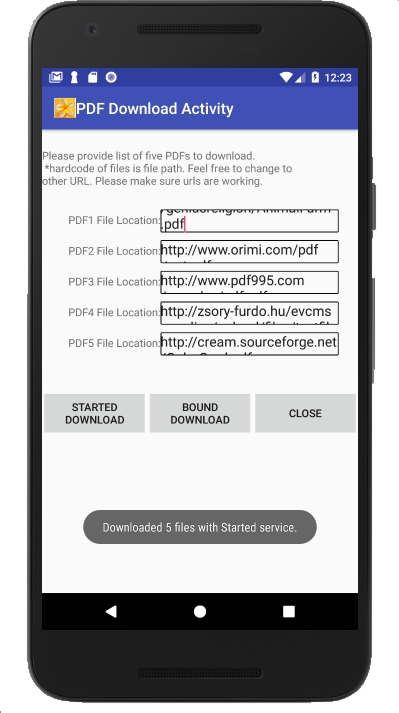 12:23
PDF Download Activity
Please provide list of five PDFs to download.
*hardcode of files is file path. Feel free to change to
other URL. Please make sure urls are working.
PDF1 File Location:
.pdf
PDF2 File Location: http://www.orimi.com/pdf
PDF3 File Location: http://www.pdf995.com
PDF4 File Location: http://zsory-furdo.hu/evcms
PDF5 File Location: http://cream.sourceforge.net
STARTED
DOWNLOAD
BOUND
DOWNLOAD
CLOSE
Downloaded 5 files with Started service.